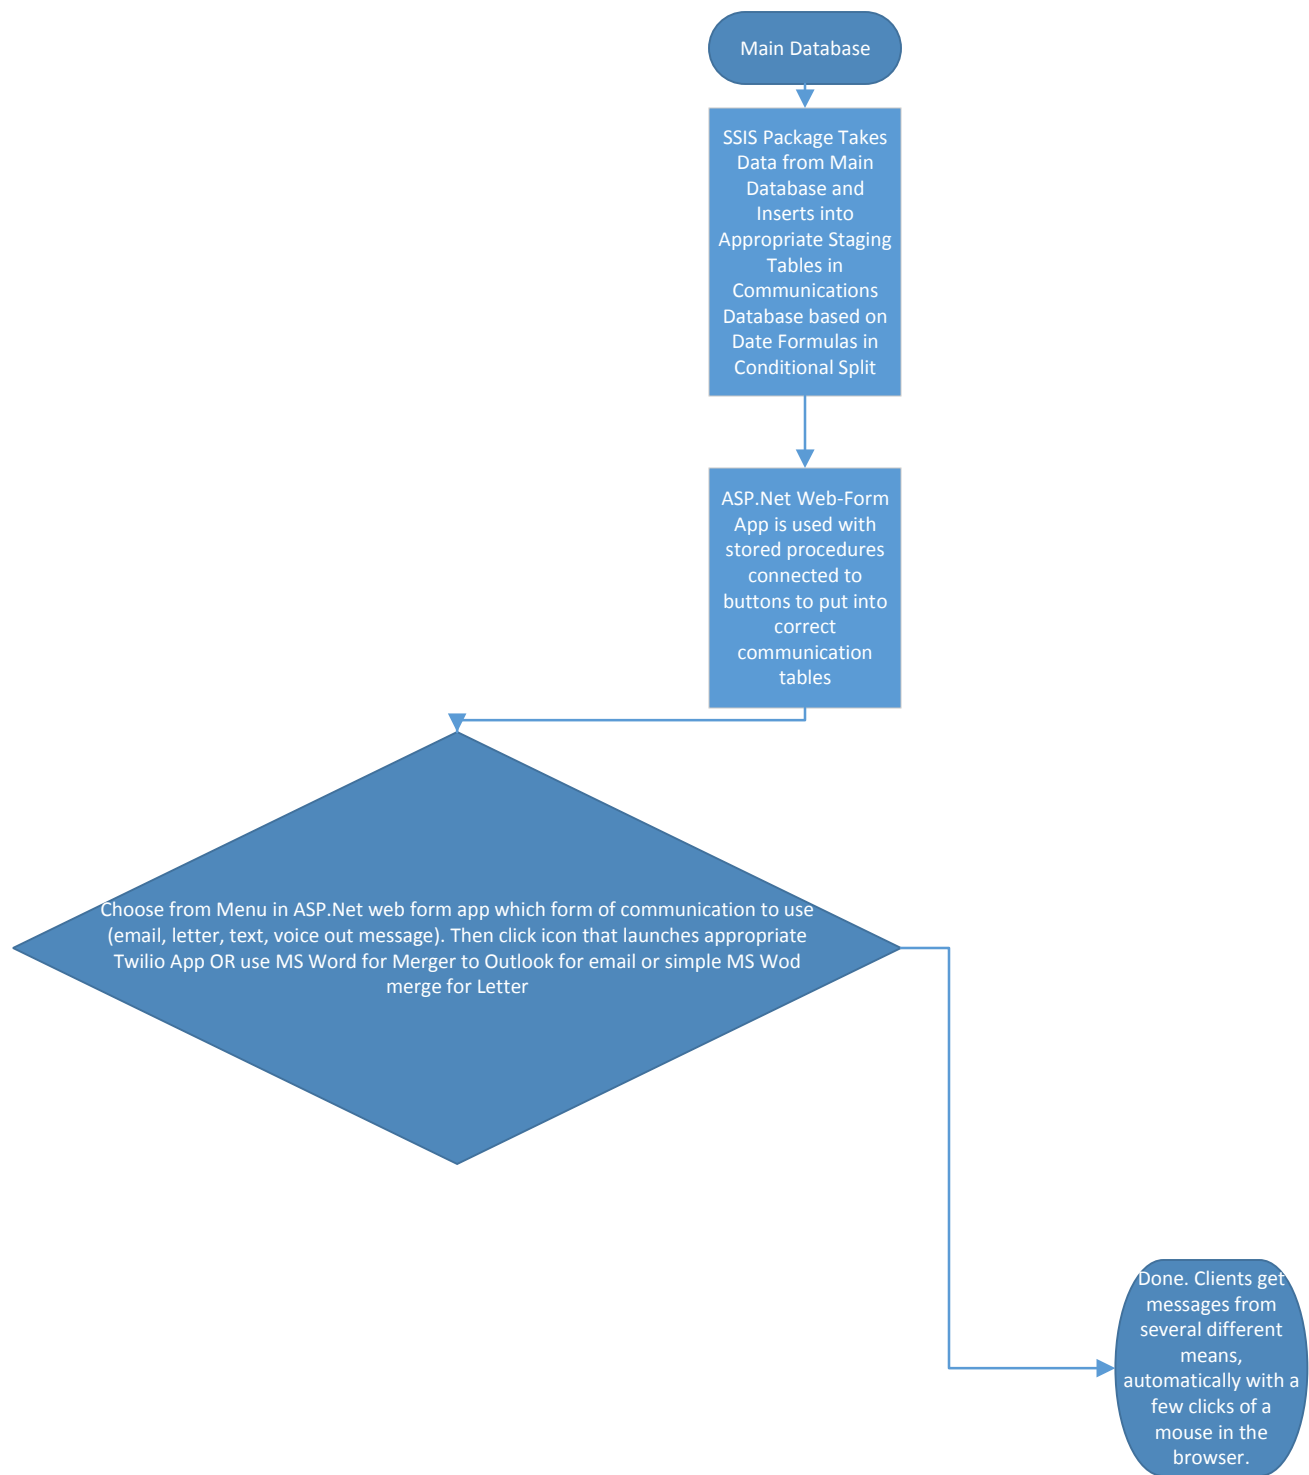 Main Database
SSIS Package Takes
Data from Main
Database and
Inserts into
Appropriate Staging
Tables in
Communications
Database based on
Date Formulas in
Conditional Split
ASP.Net Web-Form
App is used with
stored procedures
connected to
buttons to put into
correct
communication
tables
Choose from Menu in ASP.Net web form app which form of communication to use
(email, letter, text, voice out message). Then click icon that launches appropriate
Twilio App OR use MS Word for Merger to Outlook for email or simple MS Wod
merge for Letter
Done. Clients get
messages from
several different
means,
automatically with a
few clicks of a
mouse in the
browser.